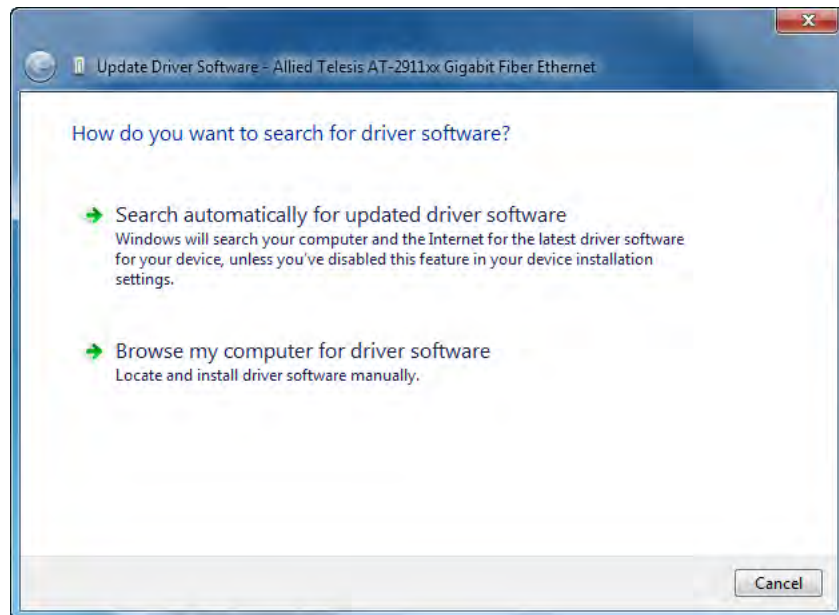 Update Driver Software - Allied Telesis AT-2911xx Gigabit Fiber Ethernet
How do you want to search for driver software?
Search automatically for updated driver software
Windows will search your computer and the Internet for the latest driver software
for your device, unless you've disabled this feature in your device installation
settings.
Browse my computer for driver software
Locate and install driver software manually.
Cancel